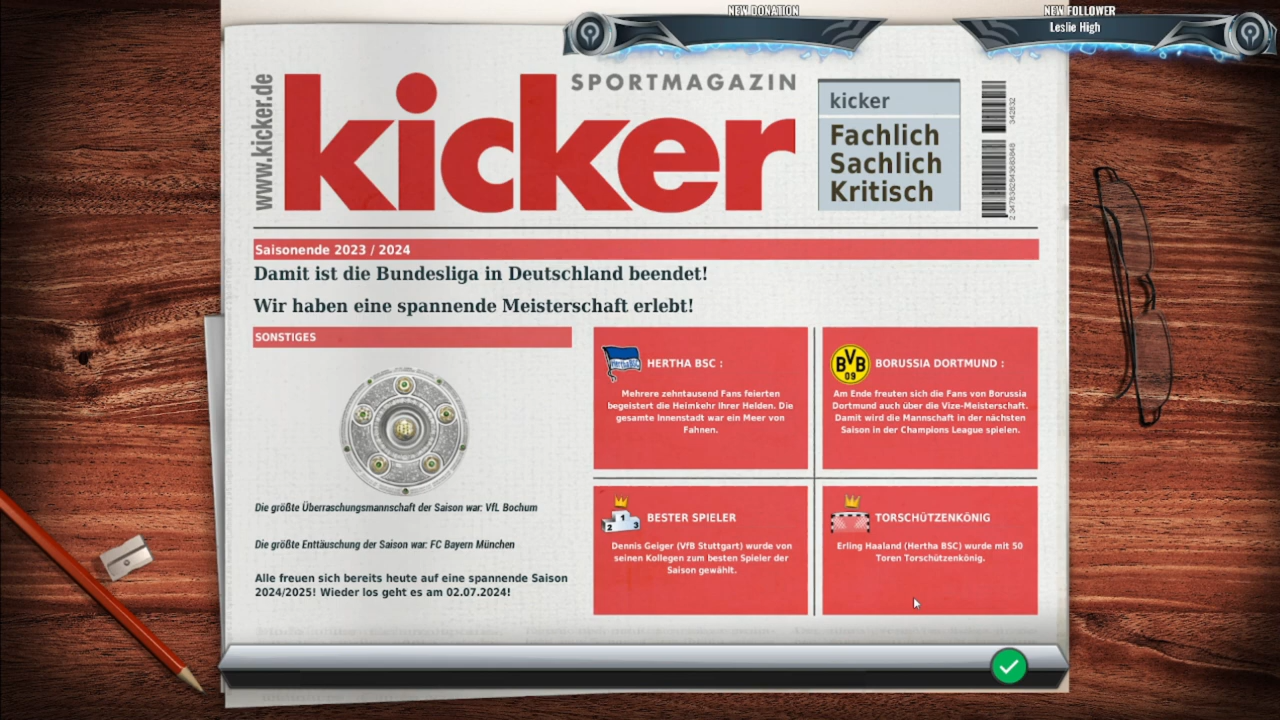 NEW DONATION
NEW FOLLOWER
Leslie High
www.kicker.de
kicker
SPORTMAGAZIN
kicker
Fachlich
Sachlich
Kritisch
342832
Saisonende 2023 / 2024
Damit ist die Bundesliga in Deutschland beendet!
Wir haben eine spannende Meisterschaft erlebt!
SONSTIGES
Die größte Überraschungsmannschaft der Saison war: VfL Bochum
Die größte Enttäuschung der Saison war: FC Bayern München
Alle freuen sich bereits heute auf eine spannende Saison
2024/2025! Wieder los geht es am 02.07.2024!
HERTHA BSC :
Mehrere zehntausend Fans feierten
begeistert die Heimkehr Ihrer Helden. Die
gesamte Innenstadt war ein Meer von
Fahnen.
BVB
09
BORUSSIA DORTMUND :
Am Ende freuten sich die Fans von Borussia
Dortmund auch über die Vize-Meisterschaft.
Damit wird die Mannschaft in der nächsten
Saison in der Champions League spielen.
2 1 3
BESTER SPIELER
Dennis Geiger (VfB Stuttgart) wurde von
seinen Kollegen zum besten Spieler der
Saison gewählt.
TORSCHÜTZENKÖNIG
Erling Haaland (Hertha BSC) wurde mit 50
Toren Torschützenkönig.